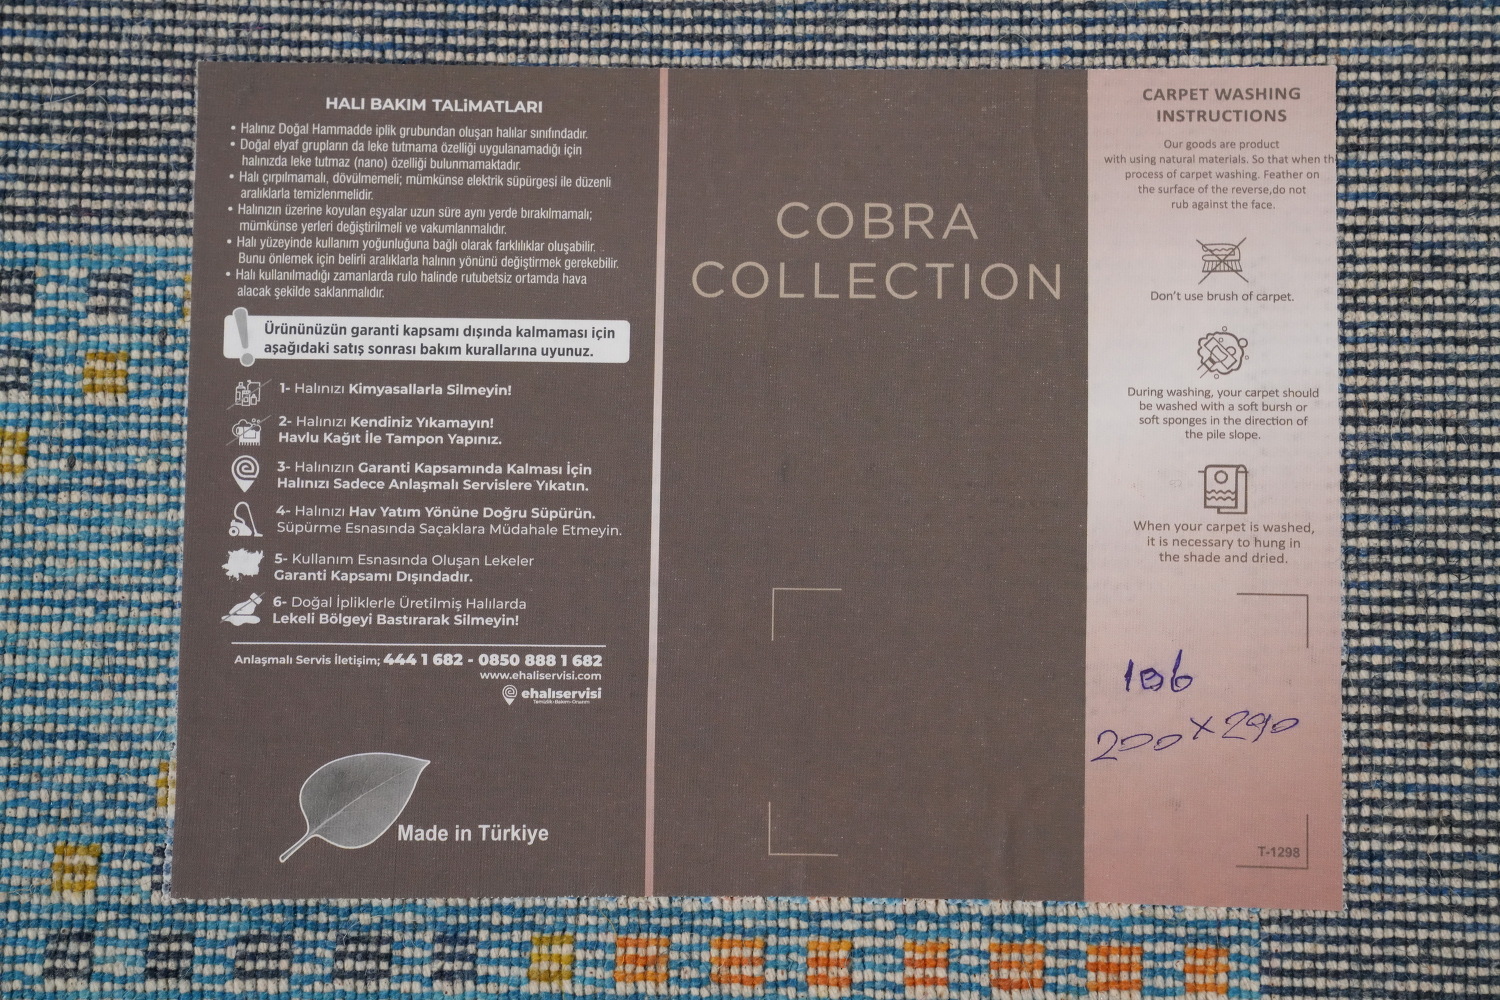 HALI BAKIM TALiMATLARI
• Halınız Doğal Hammadde iplik grubundan oluşan halılar sınıfındadır.
• Doğal elyaf grupların da leke tutmama özelliği uygulanamadığı için
halınızda leke tutmaz (nano) özelliği bulunmamaktadır.
• Halı çırpılmamalı, dövülmemeli; mümkünse elektrik süpürgesi ile düzenli
aralıklarla temizlenmelidir.
• Halınızın üzerine koyulan eşyalar uzun süre aynı yerde bırakılmamalı;
mümkünse yerleri değiştirilmeli ve vakumlanmalıdır.
• Halı yüzeyinde kullanım yoğunluğuna bağlı olarak farklılıklar oluşabilir.
Bunu önlemek için belirli aralıklarla halının yönünü değiştirmek gerekebilir.
• Halı kullanılmadığı zamanlarda rulo halinde rutubetsiz ortamda hava
alacak şekilde saklanmalıdır.
Ürününüzün garanti kapsamı dışında kalmaması için
aşağıdaki satış sonrası bakım kurallarına uyunuz.
1- Halınızı Kimyasallarla Silmeyin!
2- Halınızı Kendiniz Yıkamayın!
Havlu Kağıt İle Tampon Yapınız.
3- Halınızın Garanti Kapsamında Kalması İçin
Halınızı Sadece Anlaşmalı Servislere Yıkatın.
4- Halınızı Hav Yatım Yönüne Doğru Süpürün.
Süpürme Esnasında Saçaklara Müdahale Etmeyin.
5- Kullanım Esnasında Oluşan Lekeler
Garanti Kapsamı Dışındadır.
6- Doğal İpliklerle Üretilmiş Halılarda
Lekeli Bölgeyi Bastırarak Silmeyin!
Anlaşmalı Servis İletişim; 444 1 682 - 0850 888 1 682
www.ehaliservisi.com
ehalıservisi
Temizlik-Bakım-Onarım
Made in Türkiye
COBRA
COLLECTION
CARPET WASHING
INSTRUCTIONS
Our goods are product
with using natural materials. So that when th
process of carpet washing. Feather on
the surface of the reverse,do not
rub against the face.
Don't use brush of carpet.
During washing, your carpet should
be washed with a soft bursh or
soft sponges in the direction of
the pile slope.
When your carpet is washed,
it is necessary to hung in
the shade and dried.
200 x 290
T-1298